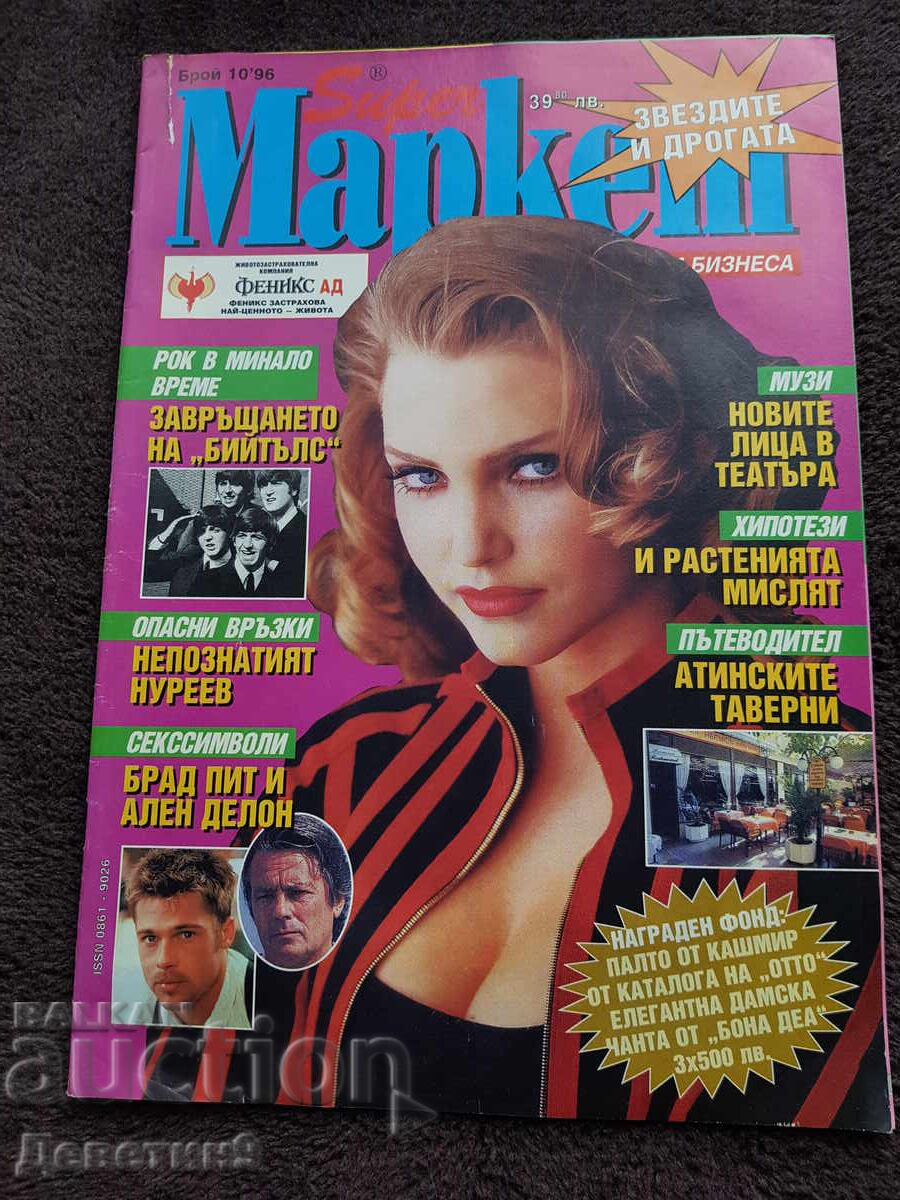 Брой 10'96
Super®
Маркет
39 80 лв.
ЗВЕЗДИТЕ
И ДРОГАТА
БИЗНЕСА
ЖИВОТОЗАСТРАХОВАТЕЛНА
КОМПАНИЯ
ФЕНИКС АД
ФЕНИКС ЗАСТРАХОВА
НАЙ-ЦЕННОТО – ЖИВОТА
РОК В МИНАЛО
ВРЕМЕ
ЗАВРЪЩАНЕТО
НА „БИЙТЪЛС“
ОПАСНИ ВРЪЗКИ
НЕПОЗНАТИЯТ
НУРЕЕВ
СЕКССИМВОЛИ
БРАД ПИТ И
АЛЕН ДЕЛОН
ISSN 0861 - 9026
МУЗИ
НОВИТЕ
ЛИЦА В
ТЕАТЪРА
ХИПОТЕЗИ
И РАСТЕНИЯТА
МИСЛЯТ
ПЪТЕВОДИТЕЛ
АТИНСКИТЕ
ТАВЕРНИ
НАГРАДЕН ФОНД:
ПАЛТО ОТ КАШМИР
ОТ КАТАЛОГА НА „ОТТО“
ЕЛЕГАНТНА ДАМСКА
ЧАНТА ОТ „БОНА ДЕА“
3x500 лв.
BALKAN
auction
Деветин9